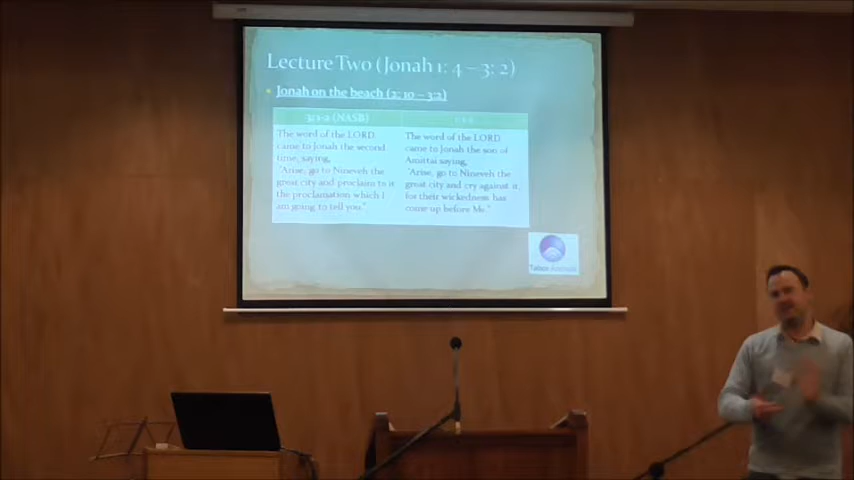 Lecture Two (Jonah 1: 4 – 3: 2)
Jonah on the beach (2: 10 – 3:2)
3:1-2 (NASB)
1:1-2
The word of the LORD
came to Jonah the second
time, saying,
"Arise, go to Nineveh the
great city and proclaim to it
the proclamation which I
am going to tell you."
The word of the LORD
came to Jonah the son of
Amittai saying,
"Arise, go to Nineveh the
great city and cry against it,
for their wickedness has
come up before Me."